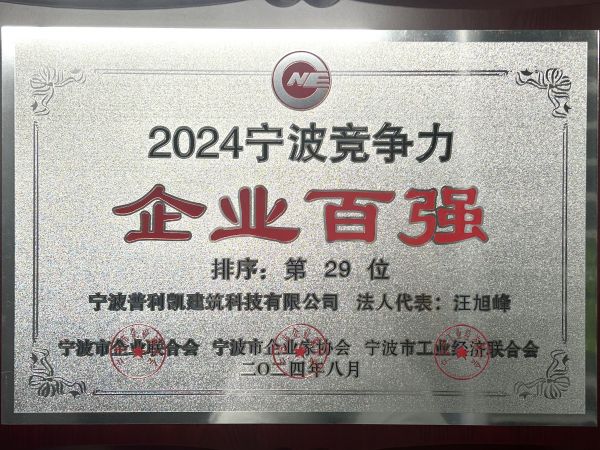 NE
2024宁波竞争力
企业百强
排序：第 29 位
宁波普利凯建筑科技有限公司 法人代表：汪旭峰
宁波市企业联合会 宁波市企业家协会 宁波市工业经济联合会
二〇二四年八月